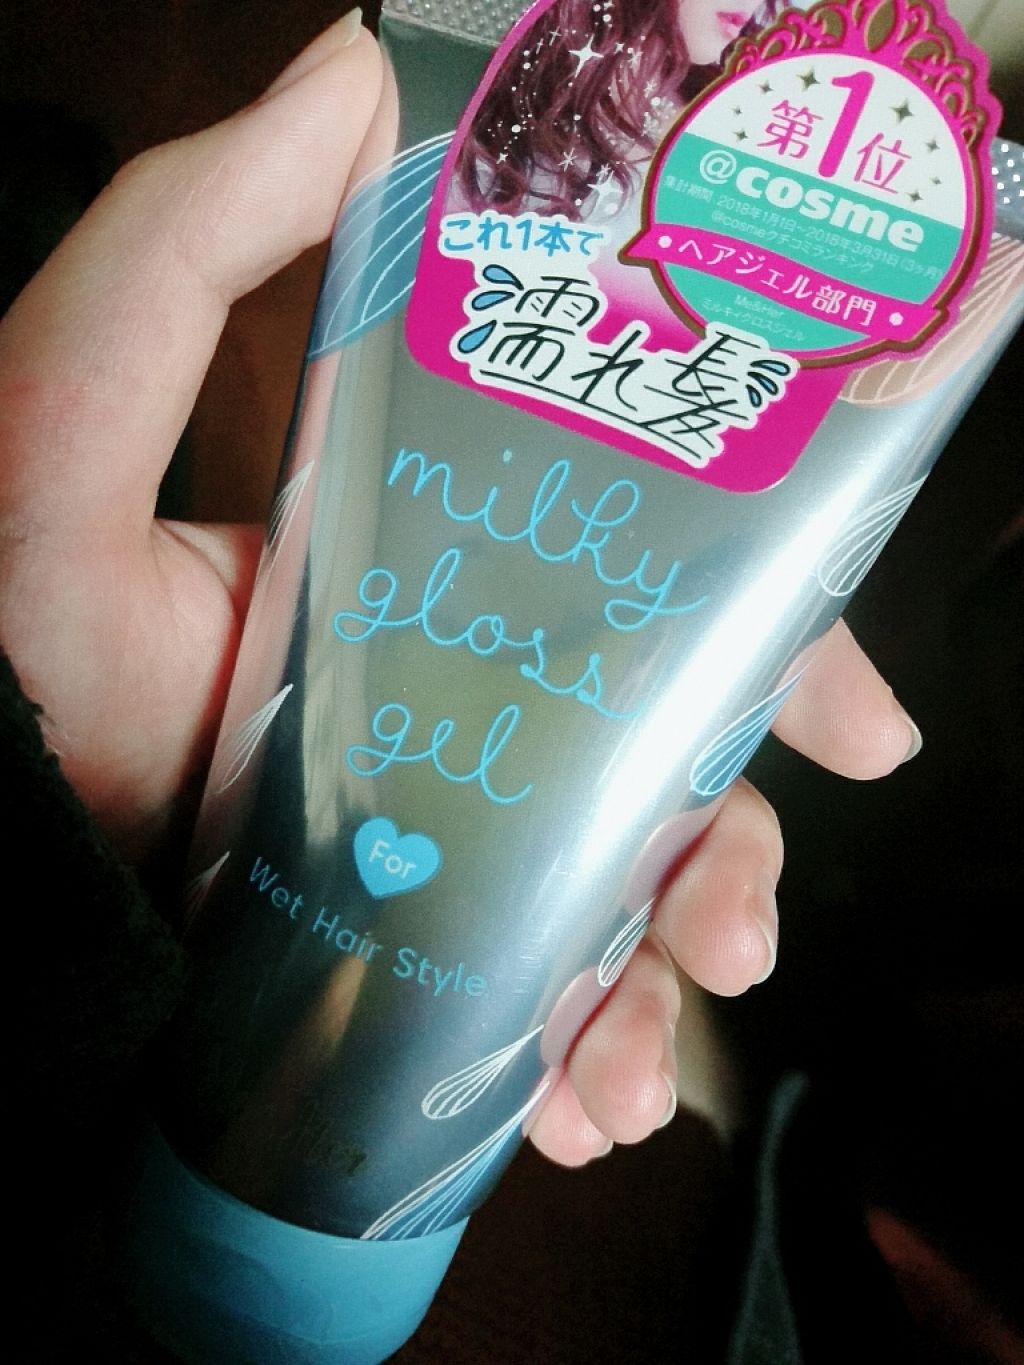 第1位
@cosme
集計期間 2018年1月1日~2018年3月31日(3ヶ月)
@cosmeクチコミランキング
ヘアジェル部門
Me&Her
ミルキィグロスジェル
これ1本で
濡れ髪
milky
gloss
gel
For
Wet Hair Style